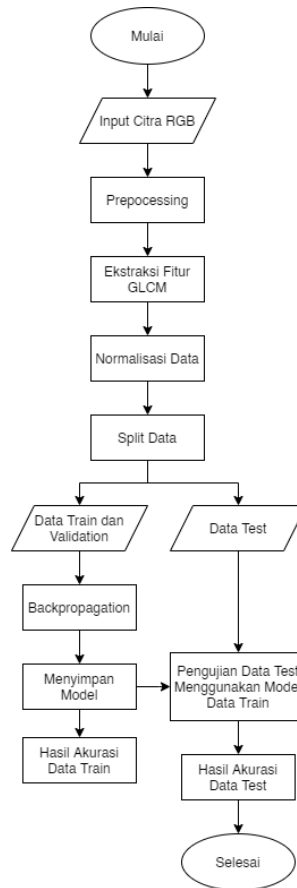 Mulai
Input Citra RGB
Prepocessing
Ekstraksi Fitur
GLCM
Normalisasi Data
Split Data
Data Train dan
Validation
Data Test
Backpropagation
Menyimpan
Model
Pengujian Data Test
Menggunakan Model
Data Train
Hasil Akurasi
Data Train
Hasil Akurasi
Data Test
Selesai